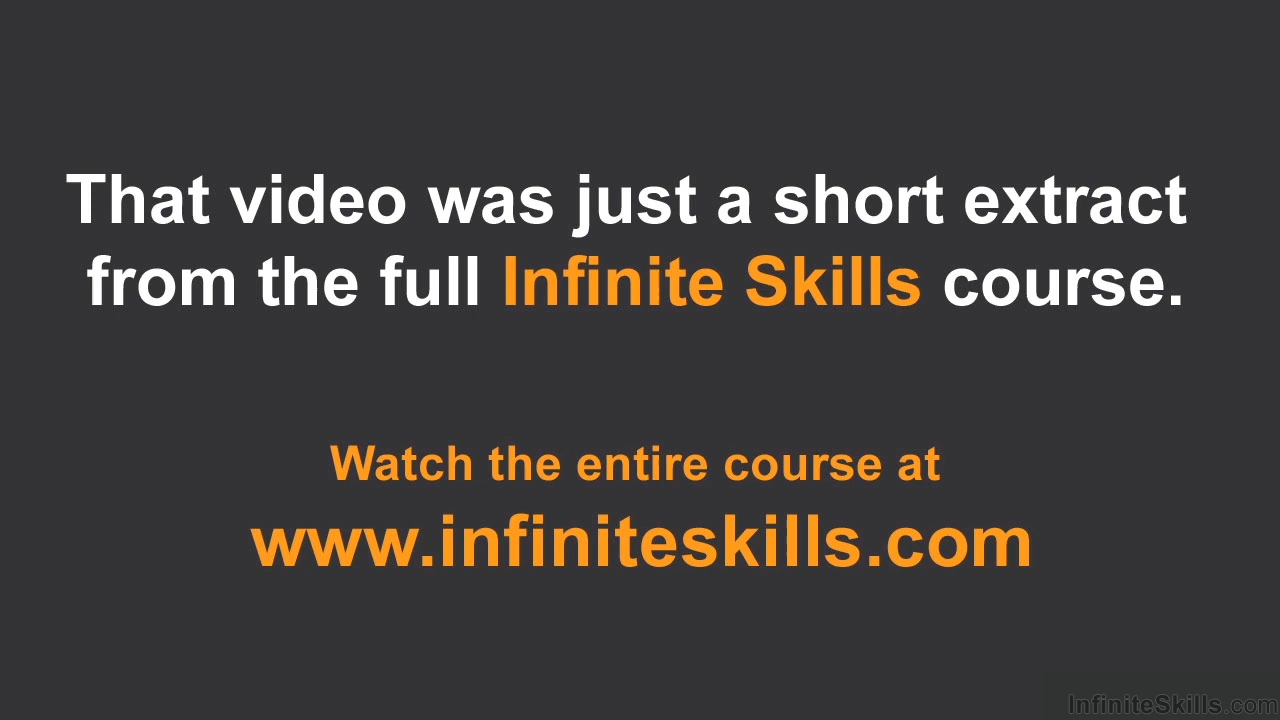 That video was just a short extract
from the full Infinite Skills course.
Watch the entire course at
www.infiniteskills.com
InfiniteSkills.com